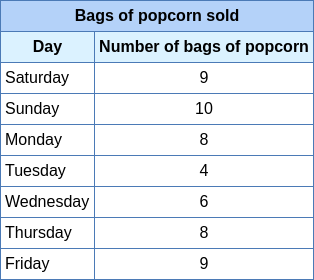 Bags of popcorn sold
Day Number of bags of popcorn
Saturday 9
Sunday 10
Monday 8
Tuesday 4
Wednesday 6
Thursday 8
Friday 9